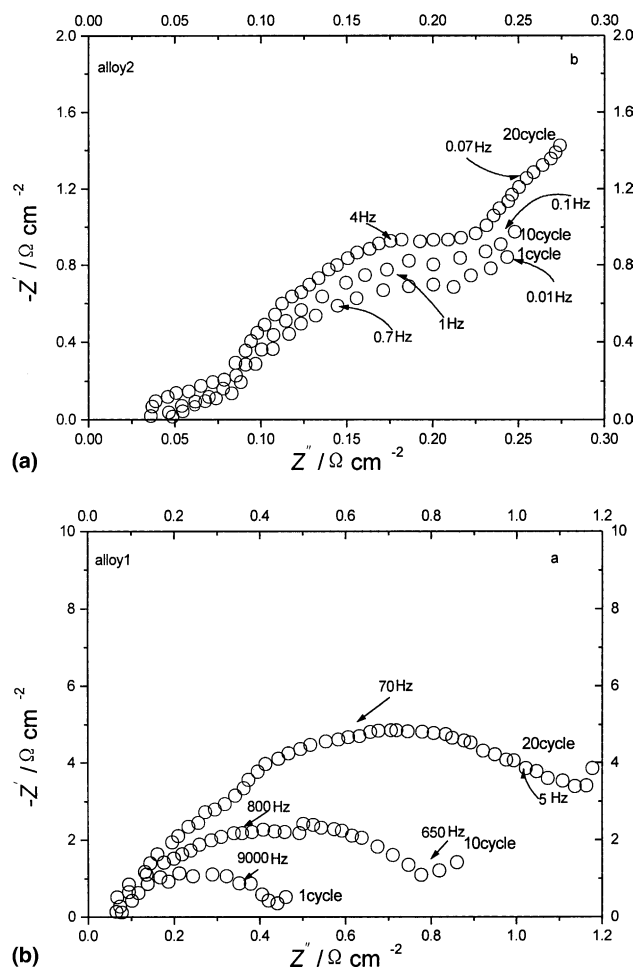 0.00 0.05 0.10 0.15 0.20 0.25 0.30
2.0 2.0
alloy2 b
1.6 1.6
20cycle
0.07Hz
1.2 1.2
0.1Hz
4Hz
10cycle
1cycle
0.8 0.8
0.01Hz
1Hz
0.7Hz
0.4 0.4
0.0 0.0
0.00 0.05 0.10 0.15 0.20 0.25 0.30
-Z' / Ω cm⁻²
(a) Z'' / Ω cm⁻²
0.0 0.2 0.4 0.6 0.8 1.0 1.2
10 10
alloy1 a
8 8
6 6
70Hz
20cycle
4 4
5 Hz
800Hz
650Hz
10cycle
2 2
9000Hz
1cycle
0 0
0.0 0.2 0.4 0.6 0.8 1.0 1.2
-Z' / Ω cm⁻²
(b) Z'' / Ω cm⁻²